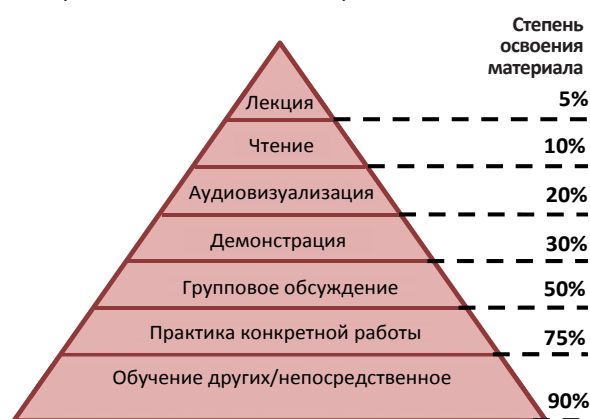 Степень
освоения
материала
Лекция 5%
Чтение 10%
Аудиовизуализация 20%
Демонстрация 30%
Групповое обсуждение 50%
Практика конкретной работы 75%
Обучение других/непосредственное
90%